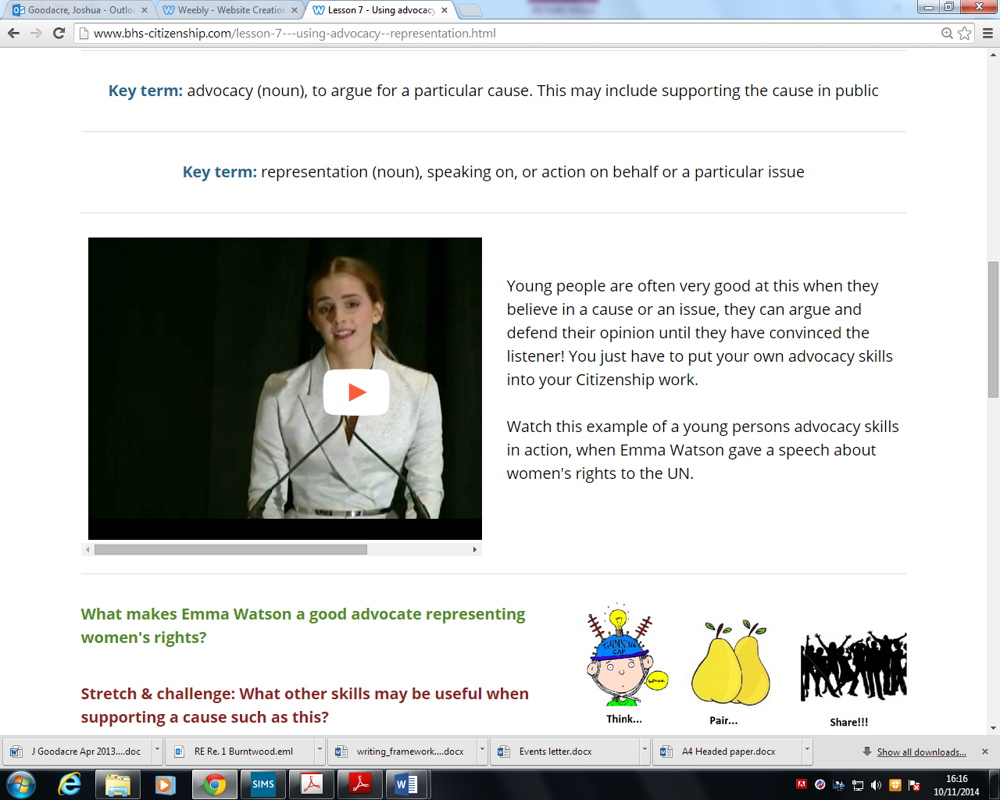 Goodacre, Joshua - Outlo
Weebly - Website Creation
Lesson 7 - Using advocacy
www.bhs-citizenship.com/lesson-7---using-advocacy--representation.html
Key term: advocacy (noun), to argue for a particular cause. This may include supporting the cause in public
Key term: representation (noun), speaking on, or action on behalf or a particular issue
Young people are often very good at this when they
believe in a cause or an issue, they can argue and
defend their opinion until they have convinced the
listener! You just have to put your own advocacy skills
into your Citizenship work.
Watch this example of a young persons advocacy skills
in action, when Emma Watson gave a speech about
women's rights to the UN.
What makes Emma Watson a good advocate representing
women's rights?
Stretch & challenge: What other skills may be useful when
supporting a cause such as this?
THINKING
CAP
Whoa.
Think...
Pair...
Share!!!
J Goodacre Apr 2013....doc
RE Re. 1 Burntwood.eml
writing_framework....docx
Events letter.docx
A4 Headed paper.docx
Show all downloads...
SIMS
16:16
10/11/2014